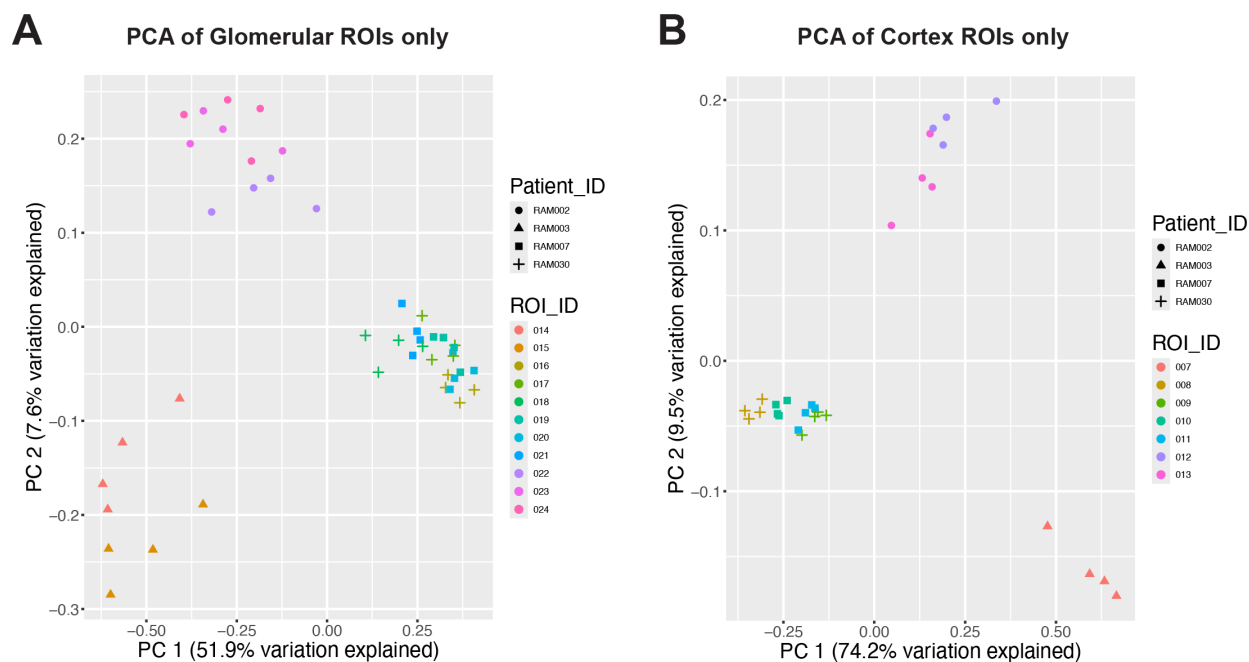 A
PCA of Glomerular ROIs only
PC 2 (7.6% variation explained)
0.2
0.1
0.0
−0.1
−0.2
−0.3
−0.50
−0.25
0.00
0.25
PC 1 (51.9% variation explained)
Patient_ID
RAM002
RAM003
RAM007
RAM030
ROI_ID
014
015
016
017
018
019
020
021
022
023
024
B
PCA of Cortex ROIs only
PC 2 (9.5% variation explained)
0.2
0.1
0.0
−0.1
−0.25
0.00
0.25
0.50
PC 1 (74.2% variation explained)
Patient_ID
RAM002
RAM003
RAM007
RAM030
ROI_ID
007
008
009
010
011
012
013